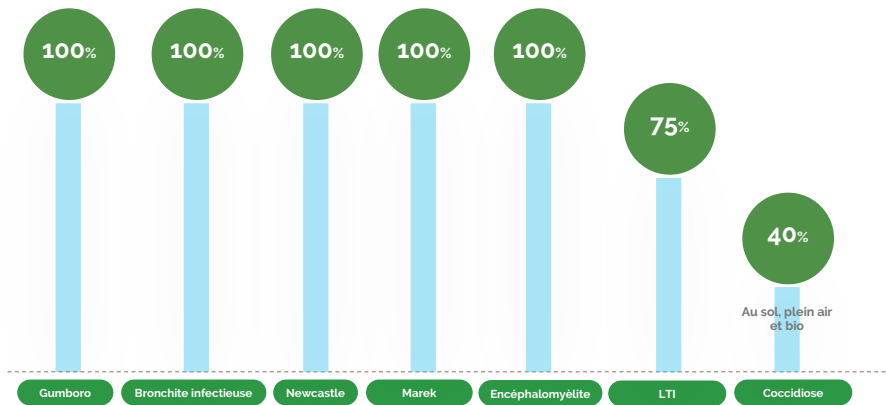 100%
100%
100%
100%
100%
75%
40%
Au sol, plein air
et bio
Gumboro
Bronchite infectieuse
Newcastle
Marek
Encéphalomyèlite
LTI
Coccidiose